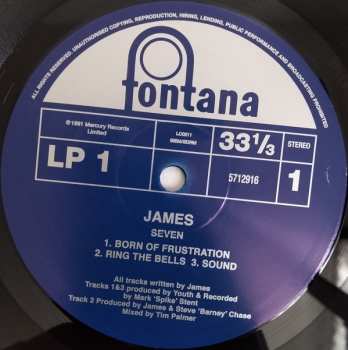 ALL RIGHTS RESERVED. UNAUTHORISED COPYING, REPRODUCTION, HIRING, LENDING, PUBLIC PERFORMANCE AND BROADCASTING PROHIBITED.
fontana
℗ 1991 Mercury Records
Limited
33 1/3
STEREO
LP 1
5712916
1
JAMES
SEVEN
1. BORN OF FRUSTRATION
2. RING THE BELLS 3. SOUND
All tracks written by James
Tracks 1&3 produced by Youth & Recorded
by Mark 'Spike' Stent
Track 2 Produced by James & Steve 'Barney' Chase
Mixed by Tim Palmer